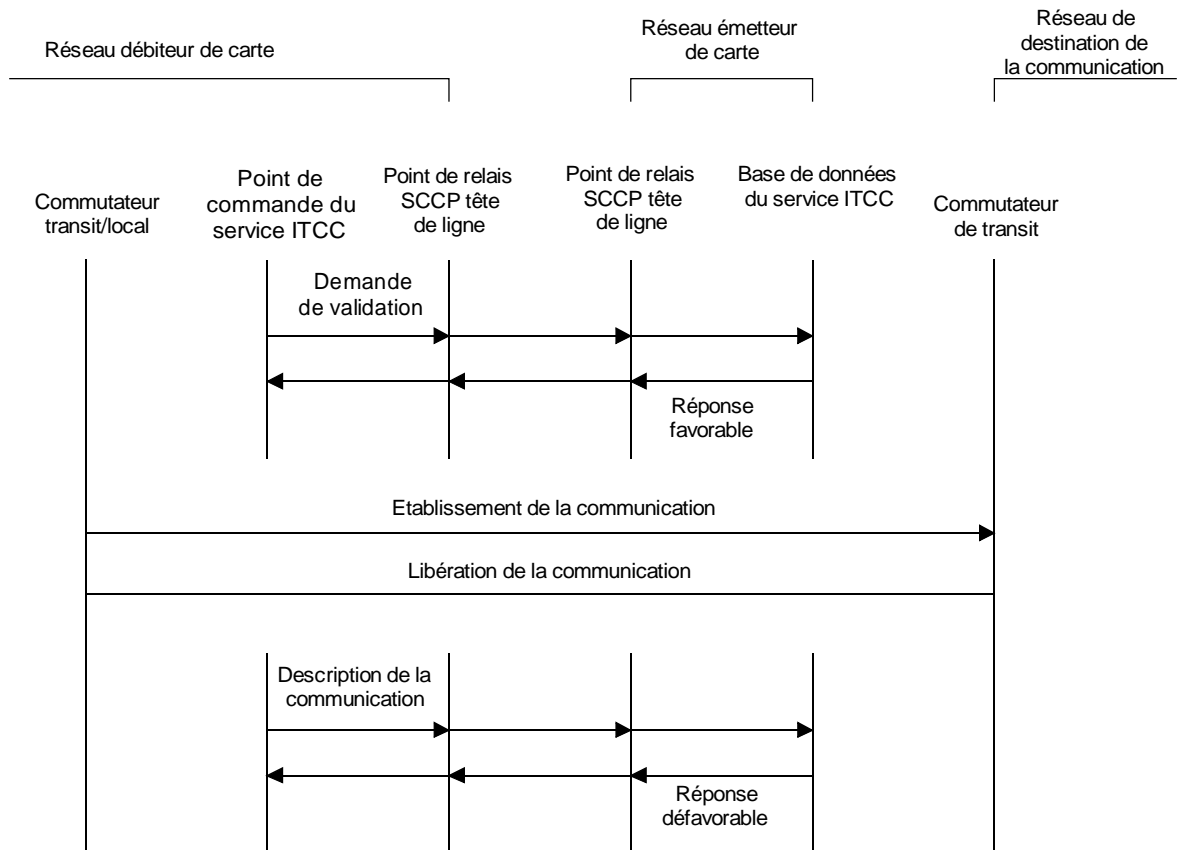 Réseau débiteur de carte
Réseau émetteur
de carte
Réseau de
destination de
la communication
Commutateur
transit/local
Point de
commande du
service ITCC
Point de relais
SCCP tête
de ligne
Point de relais
SCCP tête
de ligne
Base de données
du service ITCC
Commutateur
de transit
Demande
de validation
Réponse
favorable
Etablissement de la communication
Libération de la communication
Description de la
communication
Réponse
défavorable